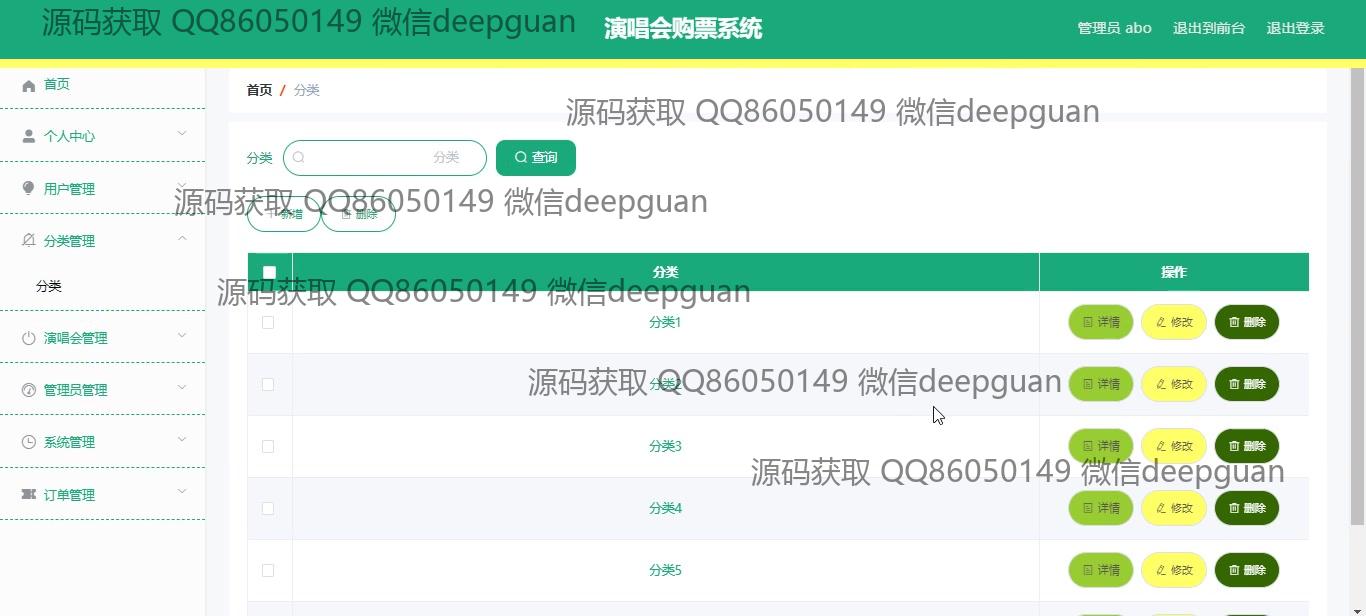 源码获取 QQ86050149 微信deepguan
演唱会购票系统
管理员 abo 退出到前台 退出登录
首页
个人中心
用户管理
分类管理
分类
演唱会管理
管理员管理
系统管理
订单管理
首页 / 分类
源码获取 QQ86050149 微信deepguan
分类 分类 查询
源码获取 QQ86050149 微信deepguan
新增 删除
分类 操作
源码获取 QQ86050149 微信deepguan
分类1 详情 修改 删除
源码获取 QQ86050149 微信deepguan
分类2 详情 修改 删除
分类3 详情 修改 删除
源码获取 QQ86050149 微信deepguan
分类4 详情 修改 删除
分类5 详情 修改 删除